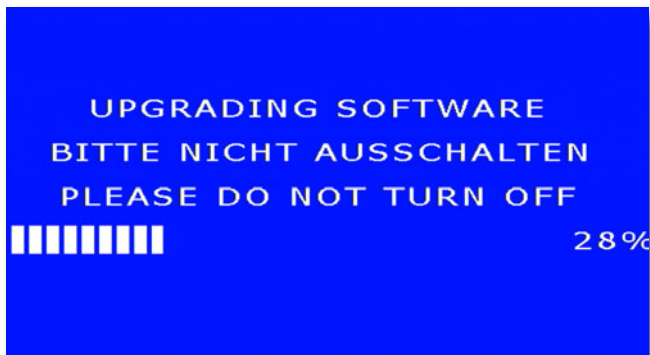 UPGRADING SOFTWARE
BITTE NICHT AUSSCHALTEN
PLEASE DO NOT TURN OFF
28%